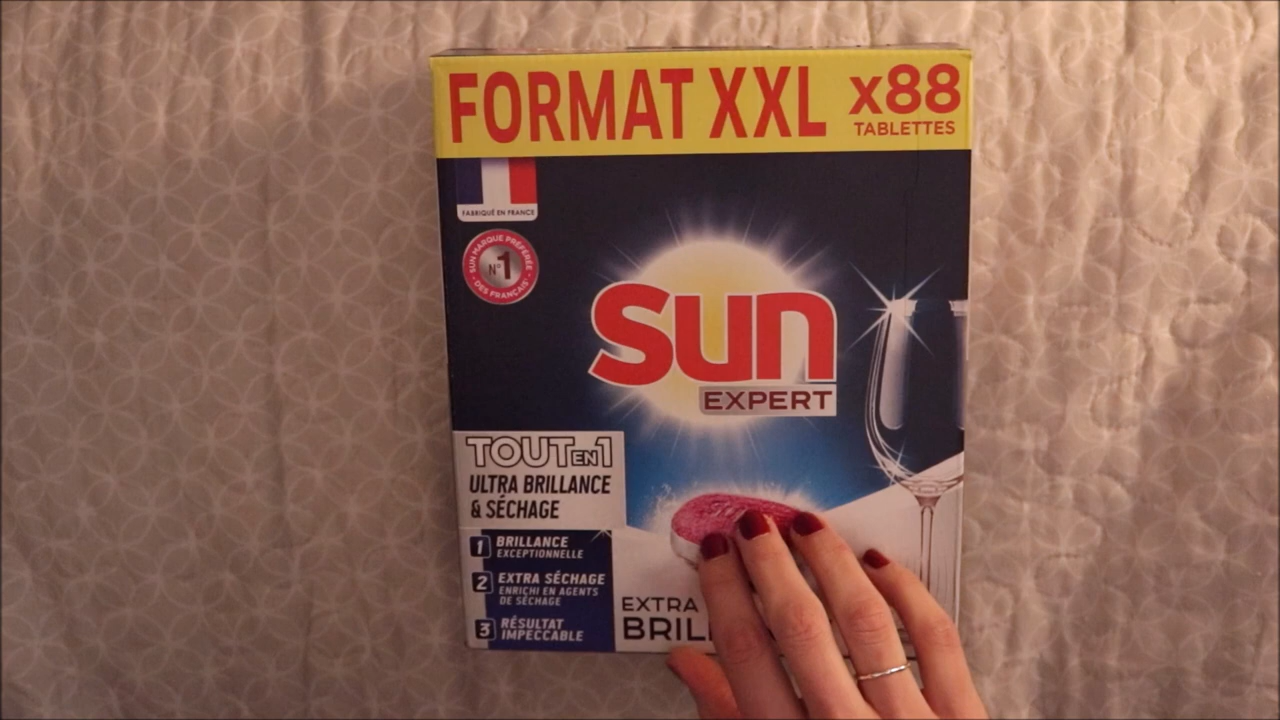 FORMAT XXL
x88
TABLETTES
FABRIQUÉ EN FRANCE
SUN MARQUE PRÉFÉRÉE
N°1
DES FRANÇAIS*
Sun
EXPERT
TOUT EN 1
ULTRA BRILLANCE
& SÉCHAGE
1 BRILLANCE
EXCEPTIONNELLE
2 EXTRA SÉCHAGE
ENRICHI EN AGENTS
DE SÉCHAGE
3 RÉSULTAT
IMPECCABLE
EXTRA